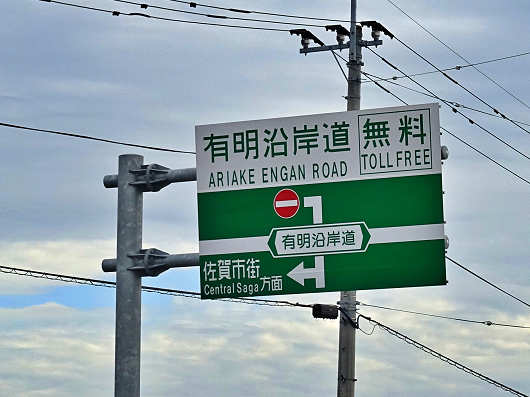 有明沿岸道 無料
ARIAKE ENGAN ROAD TOLL FREE
有明沿岸道
佐賀市街
Central Saga 方面